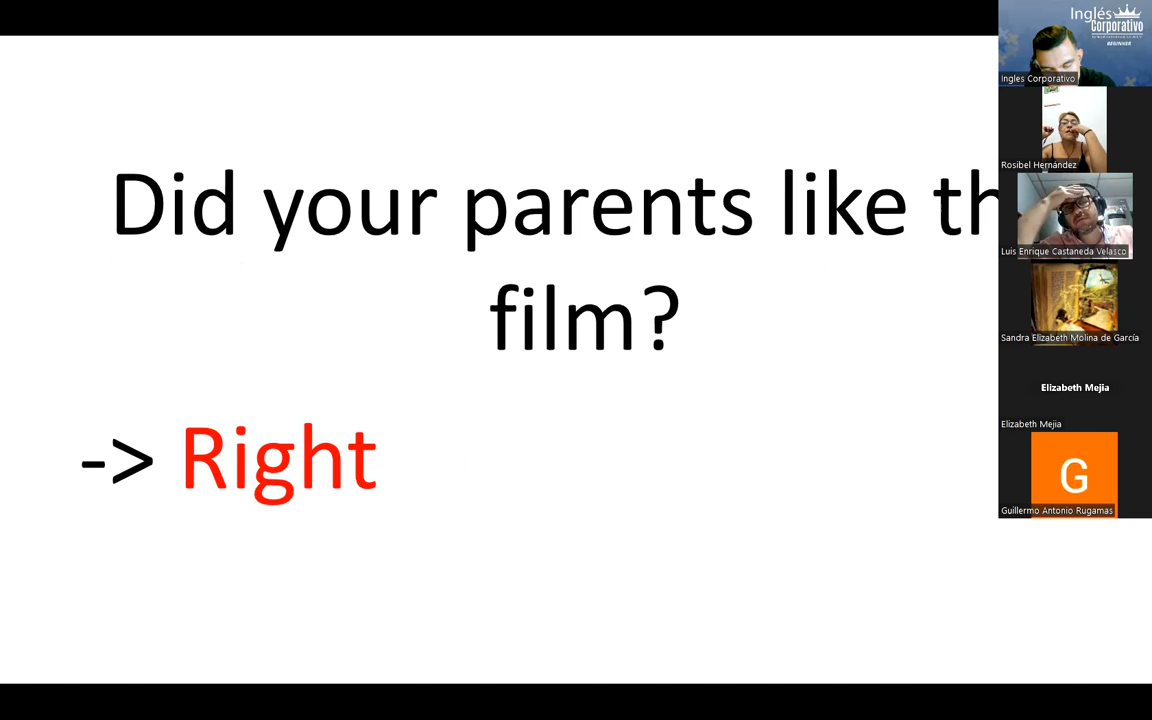 Did your parents like th
film?
-> Right
Inglés
Corporativo
BEGINNER
Ingles Corporativo
Rosibel Hernández
Luis Enrique Castaneda Velasco
Sandra Elizabeth Molina de García
Elizabeth Mejia
Elizabeth Mejia
G
Guillermo Antonio Rugamas